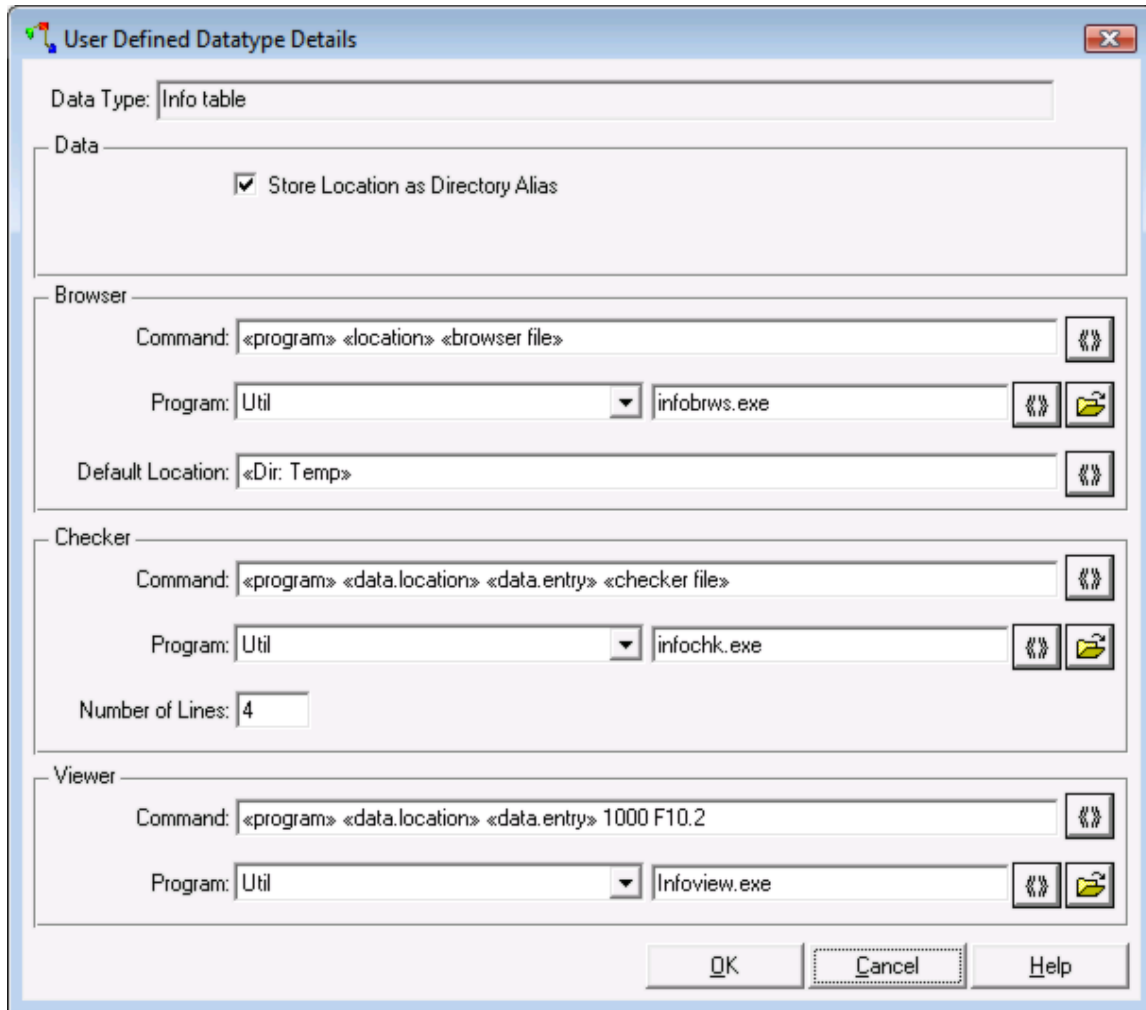 User Defined Datatype Details
Data Type: Info table
Data
Store Location as Directory Alias
Browser
Command: «program» «location» «browser file»
Program: Util infobrws.exe
Default Location: «Dir: Temp»
Checker
Command: «program» «data.location» «data.entry» «checker file»
Program: Util infochk.exe
Number of Lines: 4
Viewer
Command: «program» «data.location» «data.entry» 1000 F10.2
Program: Util Infoview.exe
OK Cancel Help